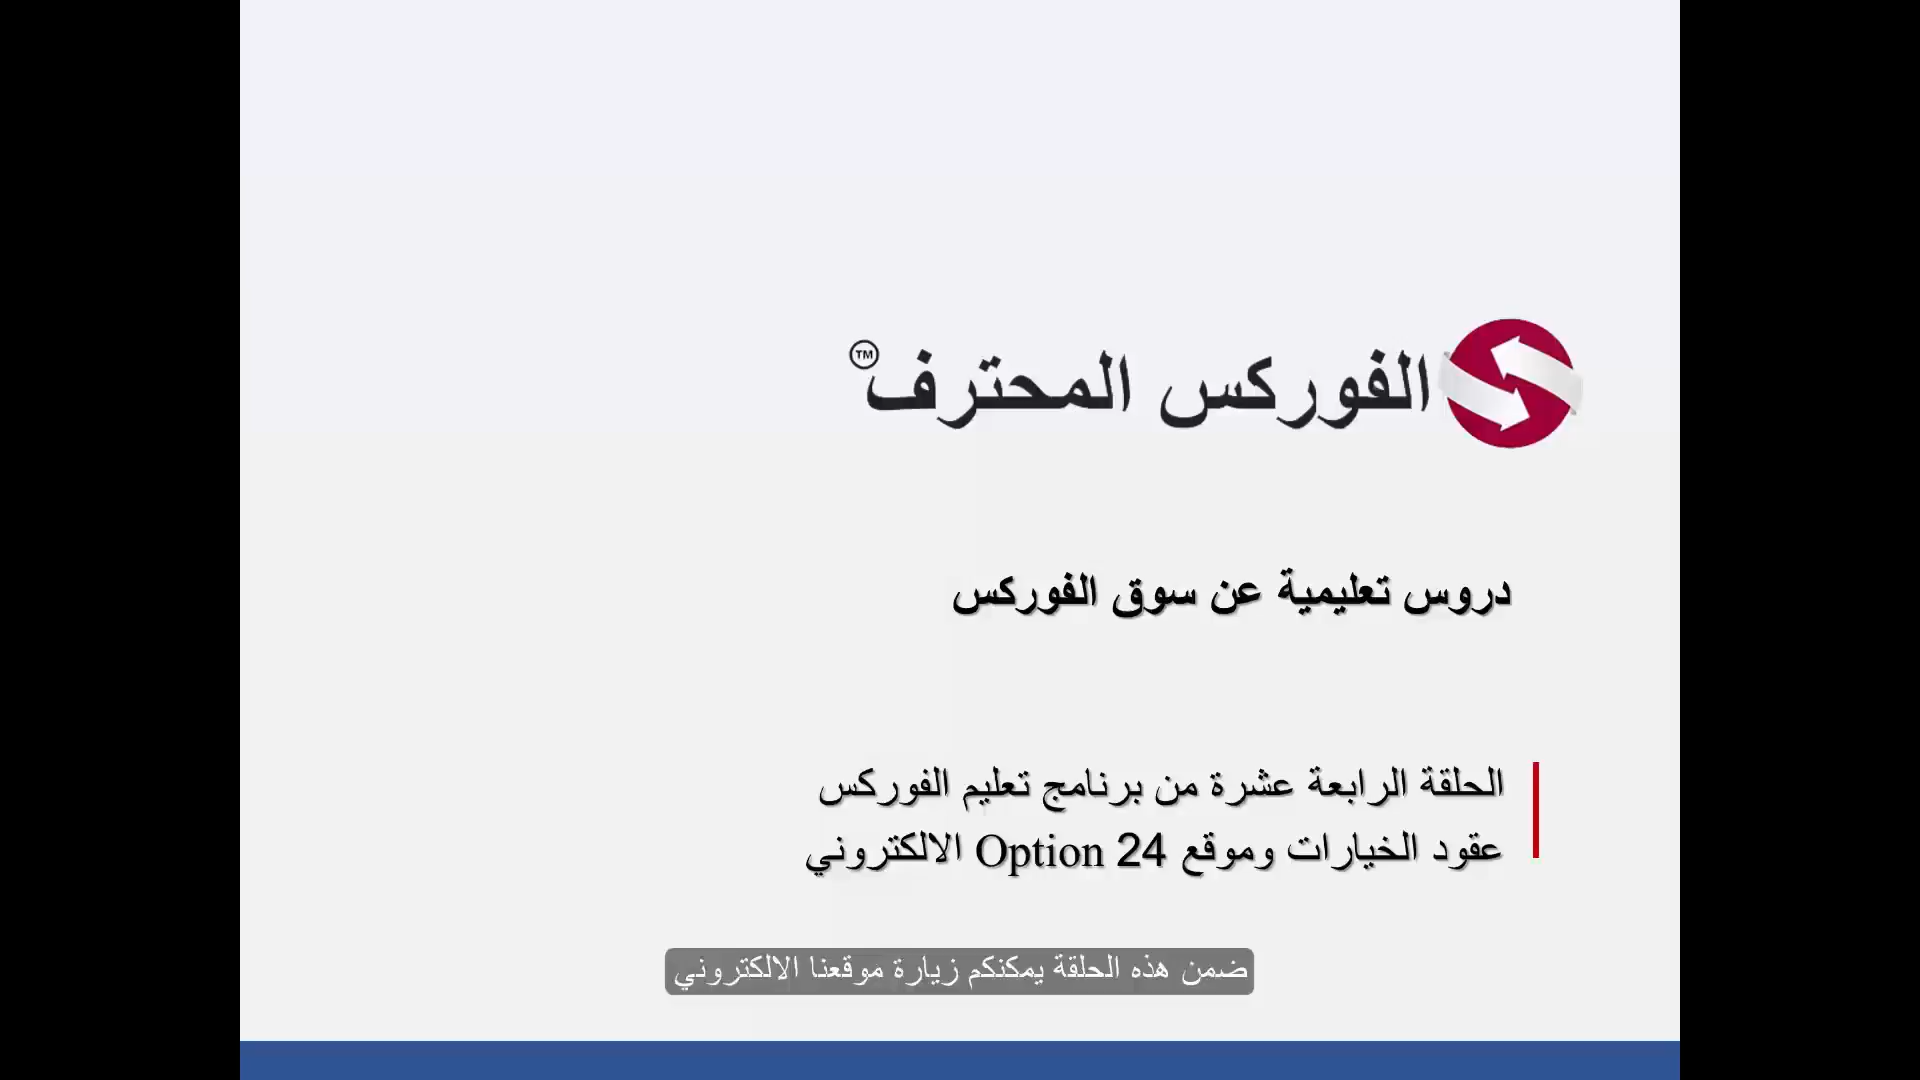 الفوركس المحترف TM
دروس تعليمية عن سوق الفوركس
الحلقة الرابعة عشرة من برنامج تعليم الفوركس
عقود الخيارات وموقع 24 Option الالكتروني
ضمن هذه الحلقة يمكنكم زيارة موقعنا الالكتروني